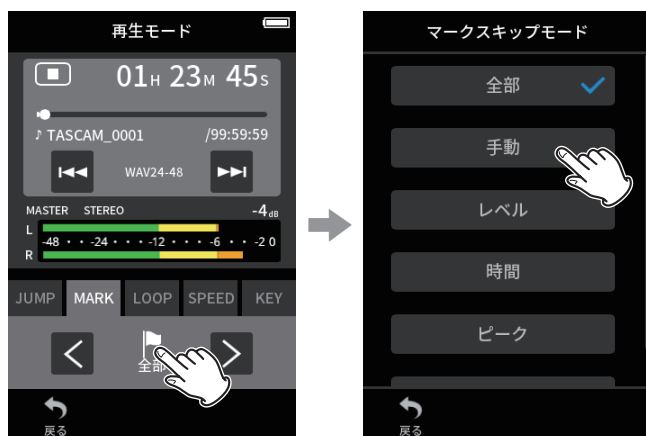 再生モード
01H 23M 45S
♪ TASCAM_0001 /99:59:59
WAV24-48
MASTER STEREO -4dB
L
-48 • • -24 • • • -12 • • • -6 • • -2 0
R
JUMP MARK LOOP SPEED KEY
全部
戻る
マークスキップモード
全部
手動
レベル
時間
ピーク
戻る